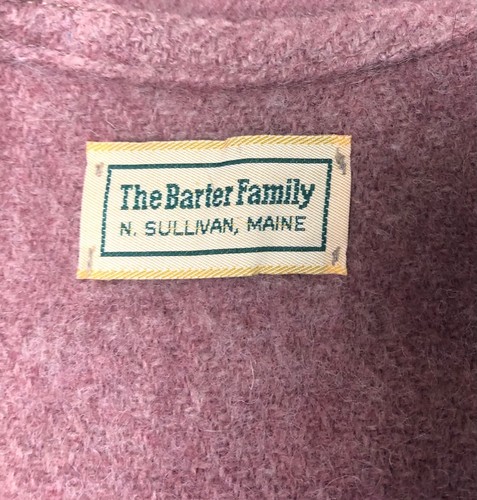 The Barter Family
N. SULLIVAN, MAINE